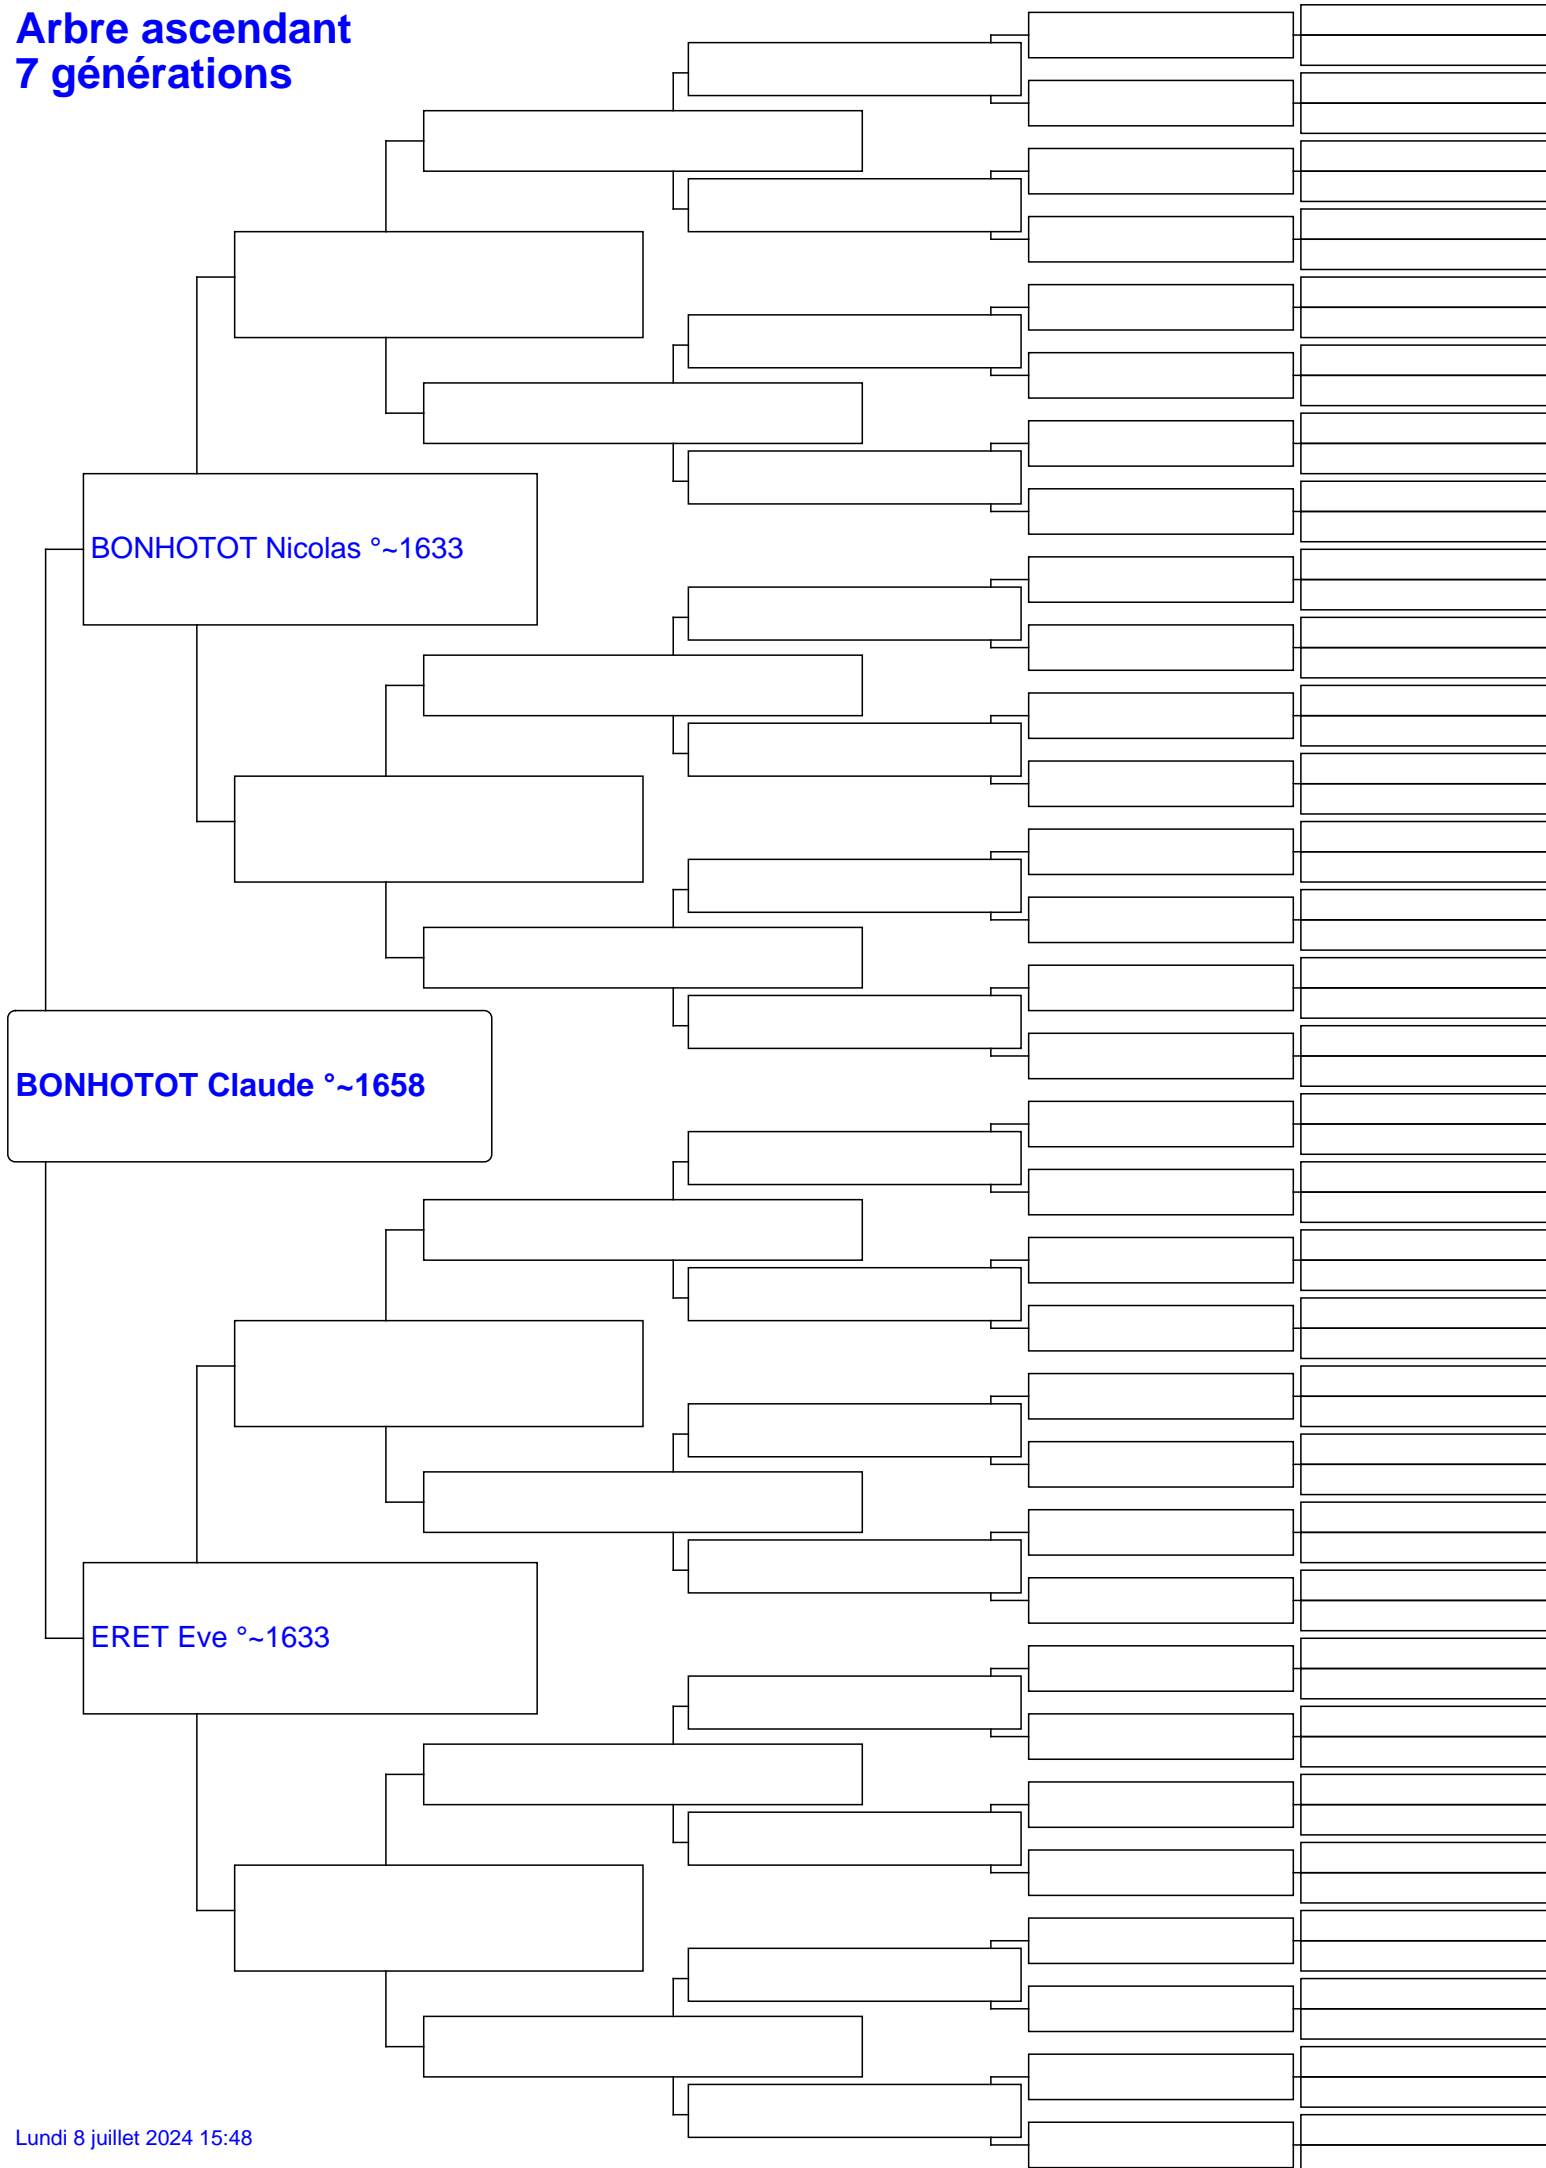 Arbre ascendant
7 générations
BONHOTOT Nicolas °~1633
BONHOTOT Claude °~1658
ERET Eve °~1633
Lundi 8 juillet 2024 15:48